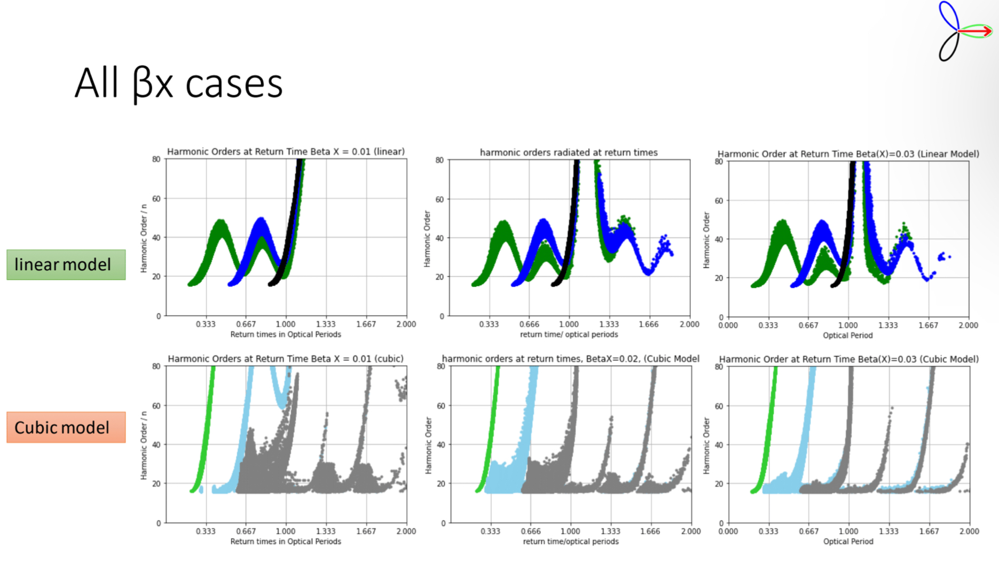 All βx cases
Harmonic Orders at Return Time Beta X = 0.01 (linear)
80
60
40
20
0
Harmonic Order / n
0.333 0.667 1.000 1.333 1.667 2.000
Return times in Optical Periods
harmonic orders radiated at return times
80
60
40
20
0
Harmonic Order
0.333 0.666 1.000 1.333 1.666 2.000
return time/ optical periods
Harmonic Order at Return Time Beta(X)=0.03 (Linear Model)
80
60
40
20
0
Harmonic Order
0.000 0.333 0.667 1.000 1.333 1.667 2.000
Optical Period
linear model
Harmonic Orders at Return Time Beta X = 0.01 (cubic)
80
60
40
20
0
Harmonic Order / n
0.333 0.667 1.000 1.333 1.667 2.000
Return times in Optical Periods
harmonic orders at return times, BetaX=0.02, (Cubic Model
80
60
40
20
0
Harmonic Order
0.333 0.666 1.000 1.333 1.666 2.000
return time/optical periods
Harmonic Order at Return Time Beta(X)=0.03 (Cubic Model)
80
60
40
20
0
Harmonic Order
0.000 0.333 0.667 1.000 1.333 1.667 2.000
Optical Period
Cubic model